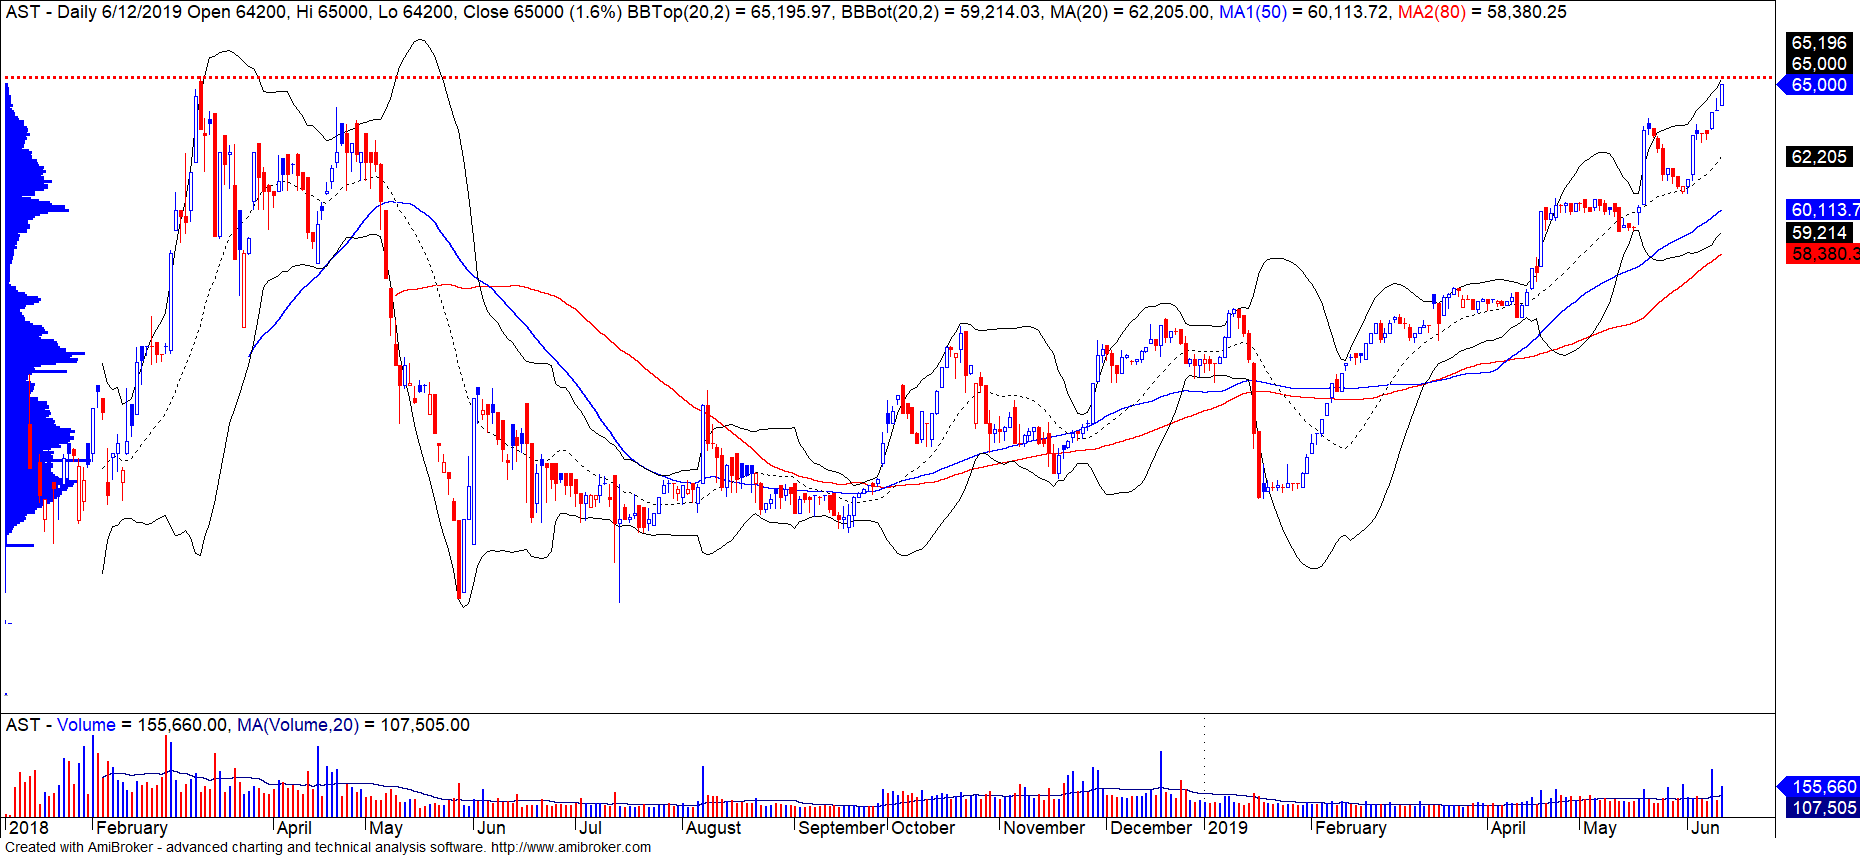 AST - Daily 6/12/2019 Open 64200, Hi 65000, Lo 64200, Close 65000 (1.6%) BBTop(20,2) = 65,195.97, BBBot(20,2) = 59,214.03, MA(20) = 62,205.00, MA1(50) = 60,113.72, MA2(80) = 58,380.25
65,196
65,000
65,000
62,205
60,113.7
59,214
58,380.3
AST - Volume = 155,660.00, MA(Volume,20) = 107,505.00
155,660
107,505
2018 February April May Jun Jul August September October November December 2019 February April May Jun
Created with AmiBroker - advanced charting and technical analysis software. http://www.amibroker.com